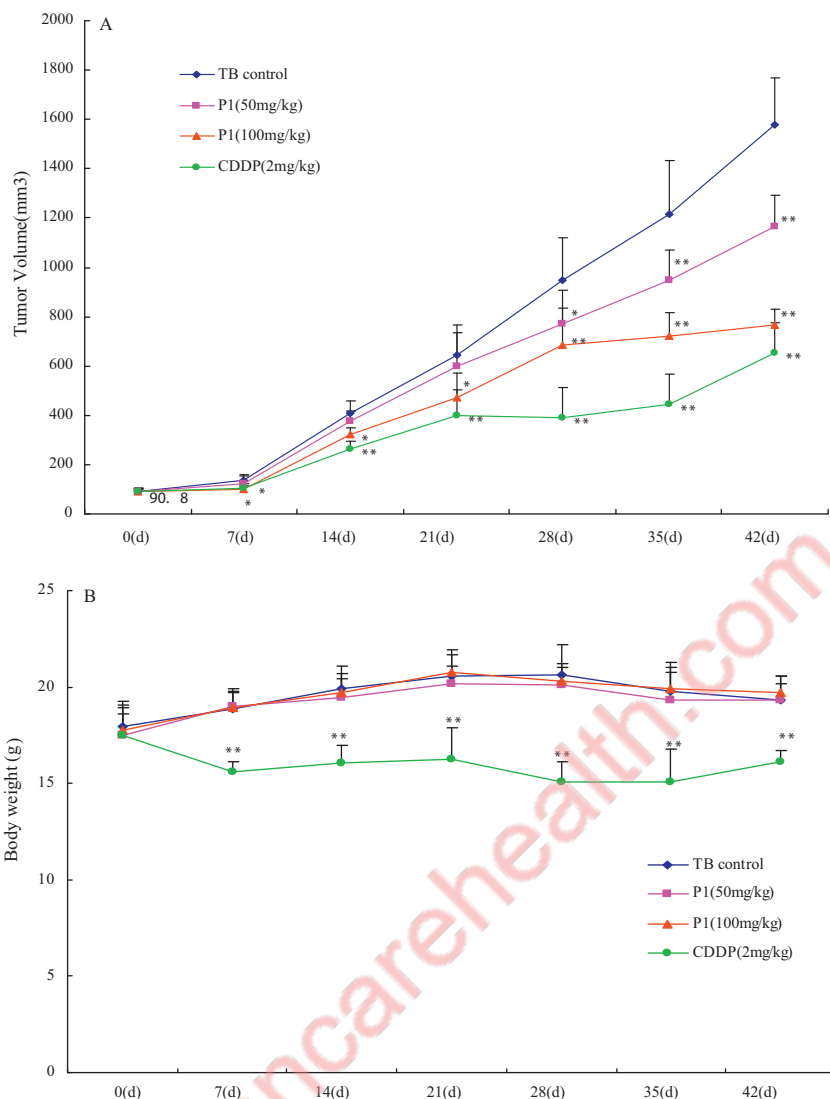 A
2000
1800
1600
1400
1200
1000
800
600
400
200
0
Tumor Volume(mm3)
TB control
P1(50mg/kg)
P1(100mg/kg)
CDDP(2mg/kg)
90. 8
*
*
*
**
*
**
*
**
**
**
**
**
**
**
**
0(d) 7(d) 14(d) 21(d) 28(d) 35(d) 42(d)
B
25
20
15
10
5
0
Body weight (g)
**
**
**
**
**
**
TB control
P1(50mg/kg)
P1(100mg/kg)
CDDP(2mg/kg)
0(d) 7(d) 14(d) 21(d) 28(d) 35(d) 42(d)
ncarehealth.com